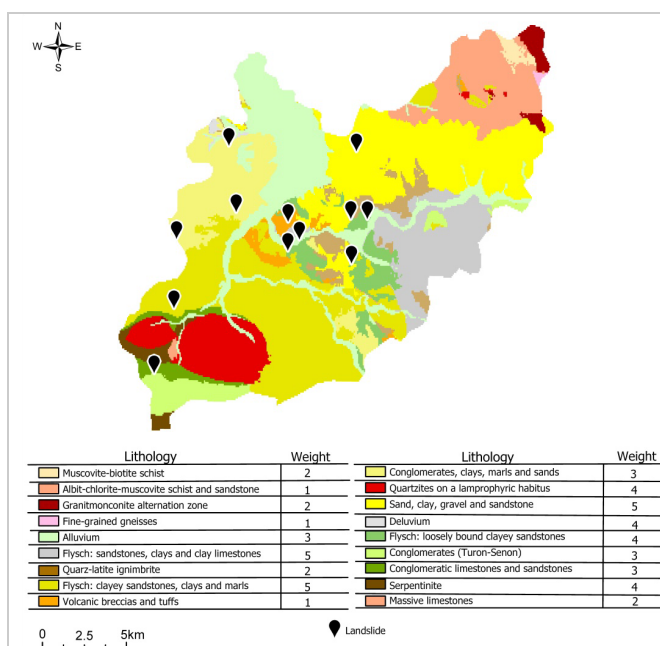 N
W E
S
Lithology Weight
Muscovite-biotite schist 2
Albit-chlorite-muscovite schist and sandstone 1
Granitmonconite alternation zone 2
Fine-grained gneisses 1
Alluvium 3
Flysch: sandstones, clays and clay limestones 5
Quarz-latite ignimbrite 2
Flysch: clayey sandstones, clays and marls 5
Volcanic breccias and tuffs 1
Lithology Weight
Conglomerates, clays, marls and sands 3
Quartzites on a lamprophyric habitus 4
Sand, clay, gravel and sandstone 5
Deluvium 4
Flysch: loosely bound clayey sandstones 4
Conglomerates (Turon-Senon) 3
Conglomeratic limestones and sandstones 3
Serpentinite 4
Massive limestones 2
0 2.5 5km
Landslide